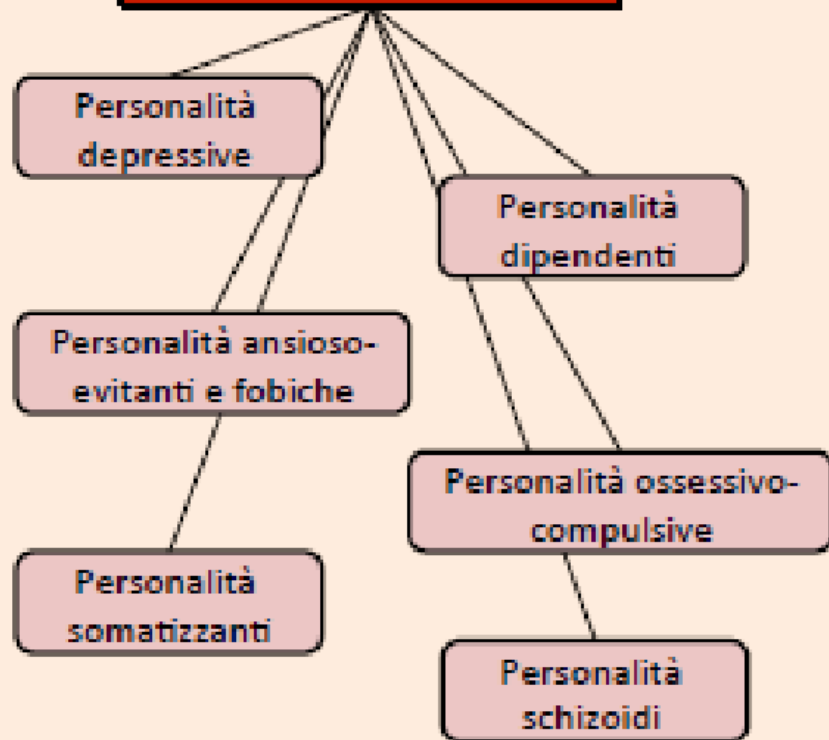 Personalità
depressive
Personalità
dipendenti
Personalità ansioso-
evitanti e fobiche
Personalità ossessivo-
compulsive
Personalità
somatizzanti
Personalità
schizoidi